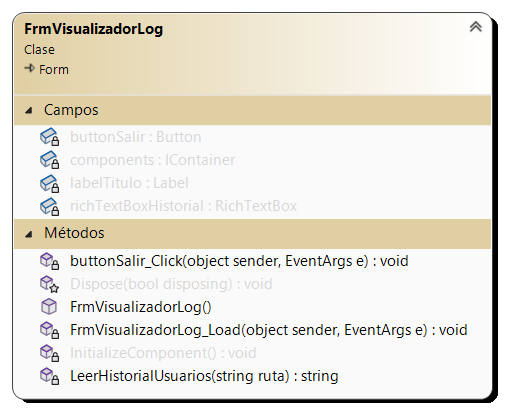 FrmVisualizadorLog
Clase
Form
Campos
buttonSalir : Button
components : IContainer
labelTitulo : Label
richTextBoxHistorial : RichTextBox
Métodos
buttonSalir_Click(object sender, EventArgs e) : void
Dispose(bool disposing) : void
FrmVisualizadorLog()
FrmVisualizadorLog_Load(object sender, EventArgs e) : void
InitializeComponent() : void
LeerHistorialUsuarios(string ruta) : string